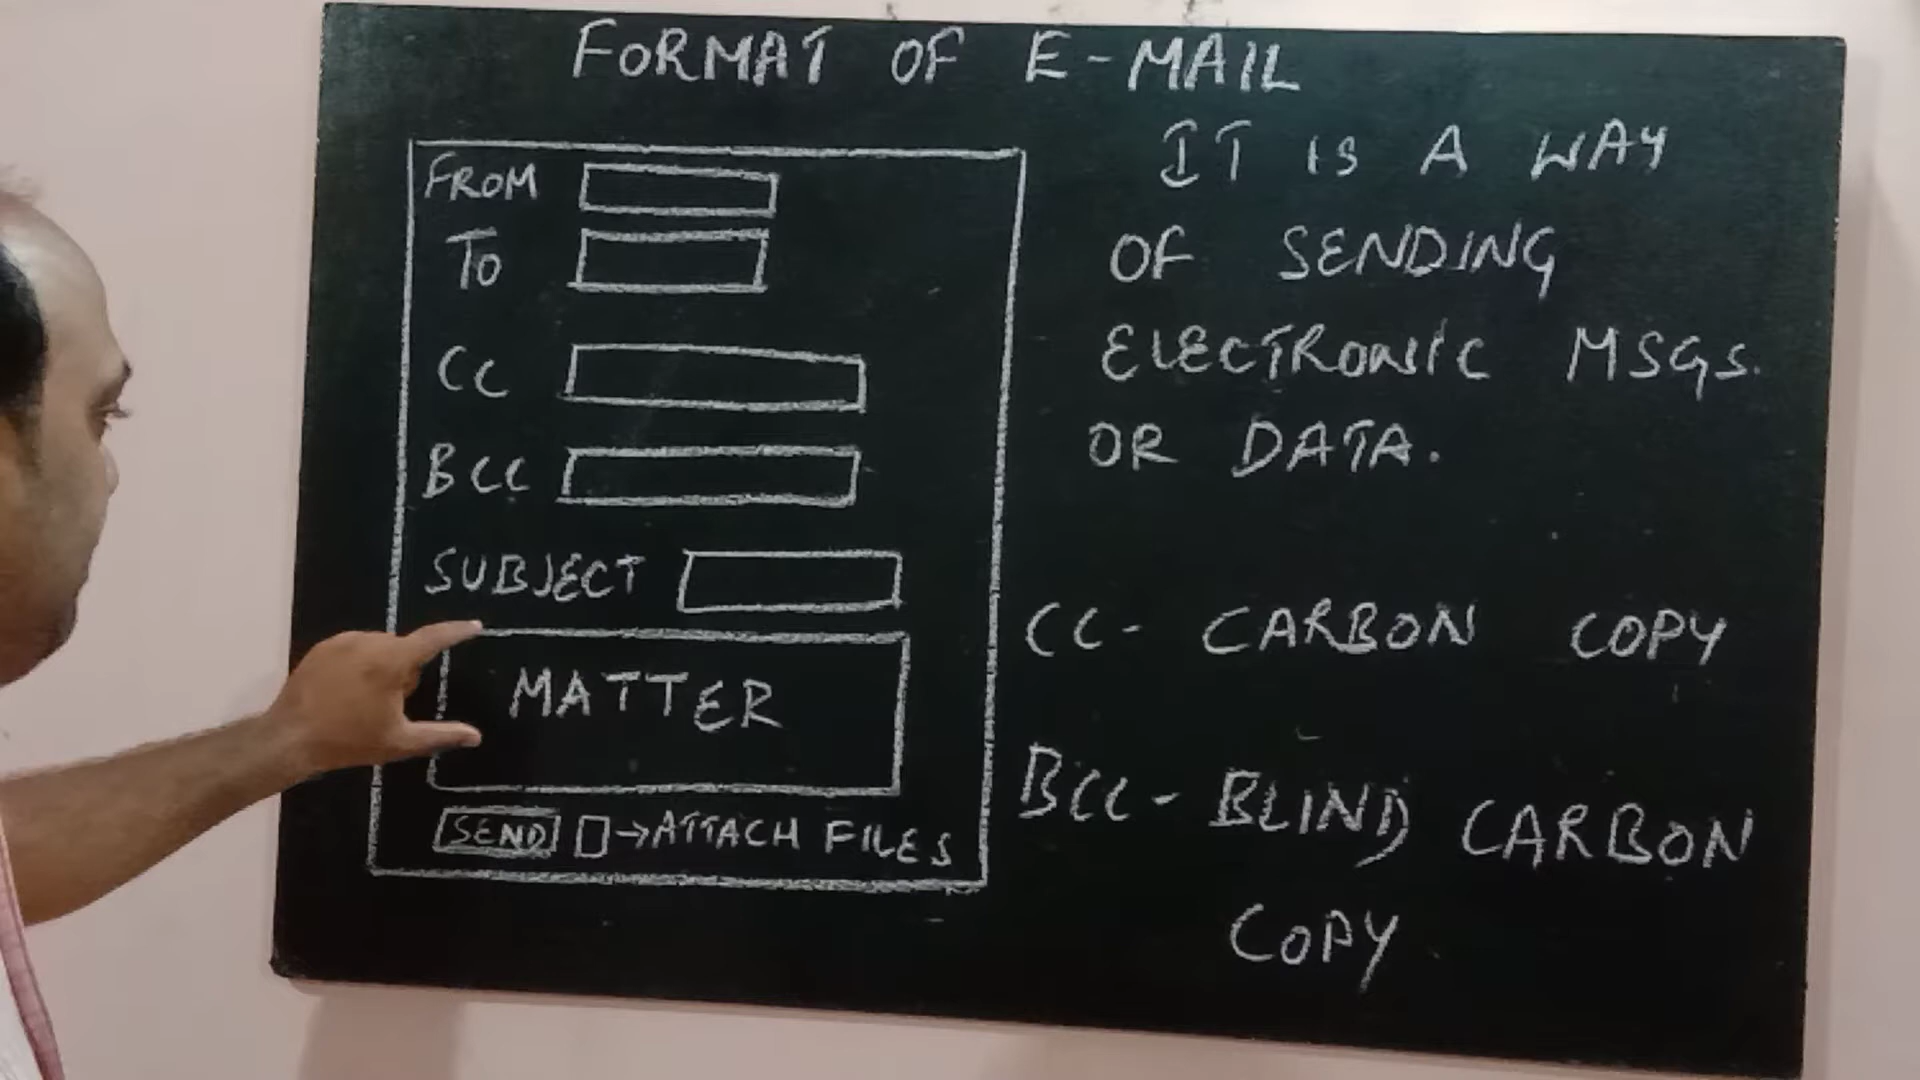 FORMAT OF E-MAIL
FROM
TO
CC
BCC
SUBJECT
MATTER
SEND → ATTACH FILES
IT IS A WAY
OF SENDING
ELECTRONIC MSGS.
OR DATA.
CC- CARBON COPY
BCC- BLIND CARBON
COPY